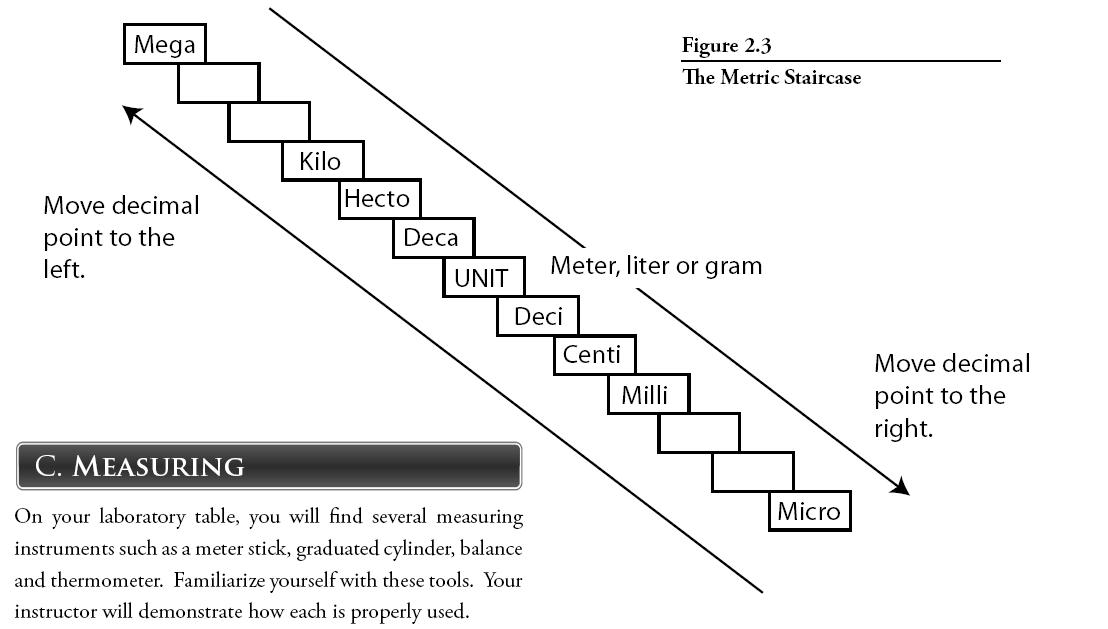 Figure 2.3
The Metric Staircase
Mega
Kilo
Hecto
Deca
UNIT
Meter, liter or gram
Deci
Centi
Milli
Micro
Move decimal
point to the
left.
Move decimal
point to the
right.
C. MEASURING
On your laboratory table, you will find several measuring
instruments such as a meter stick, graduated cylinder, balance
and thermometer. Familiarize yourself with these tools. Your
instructor will demonstrate how each is properly used.